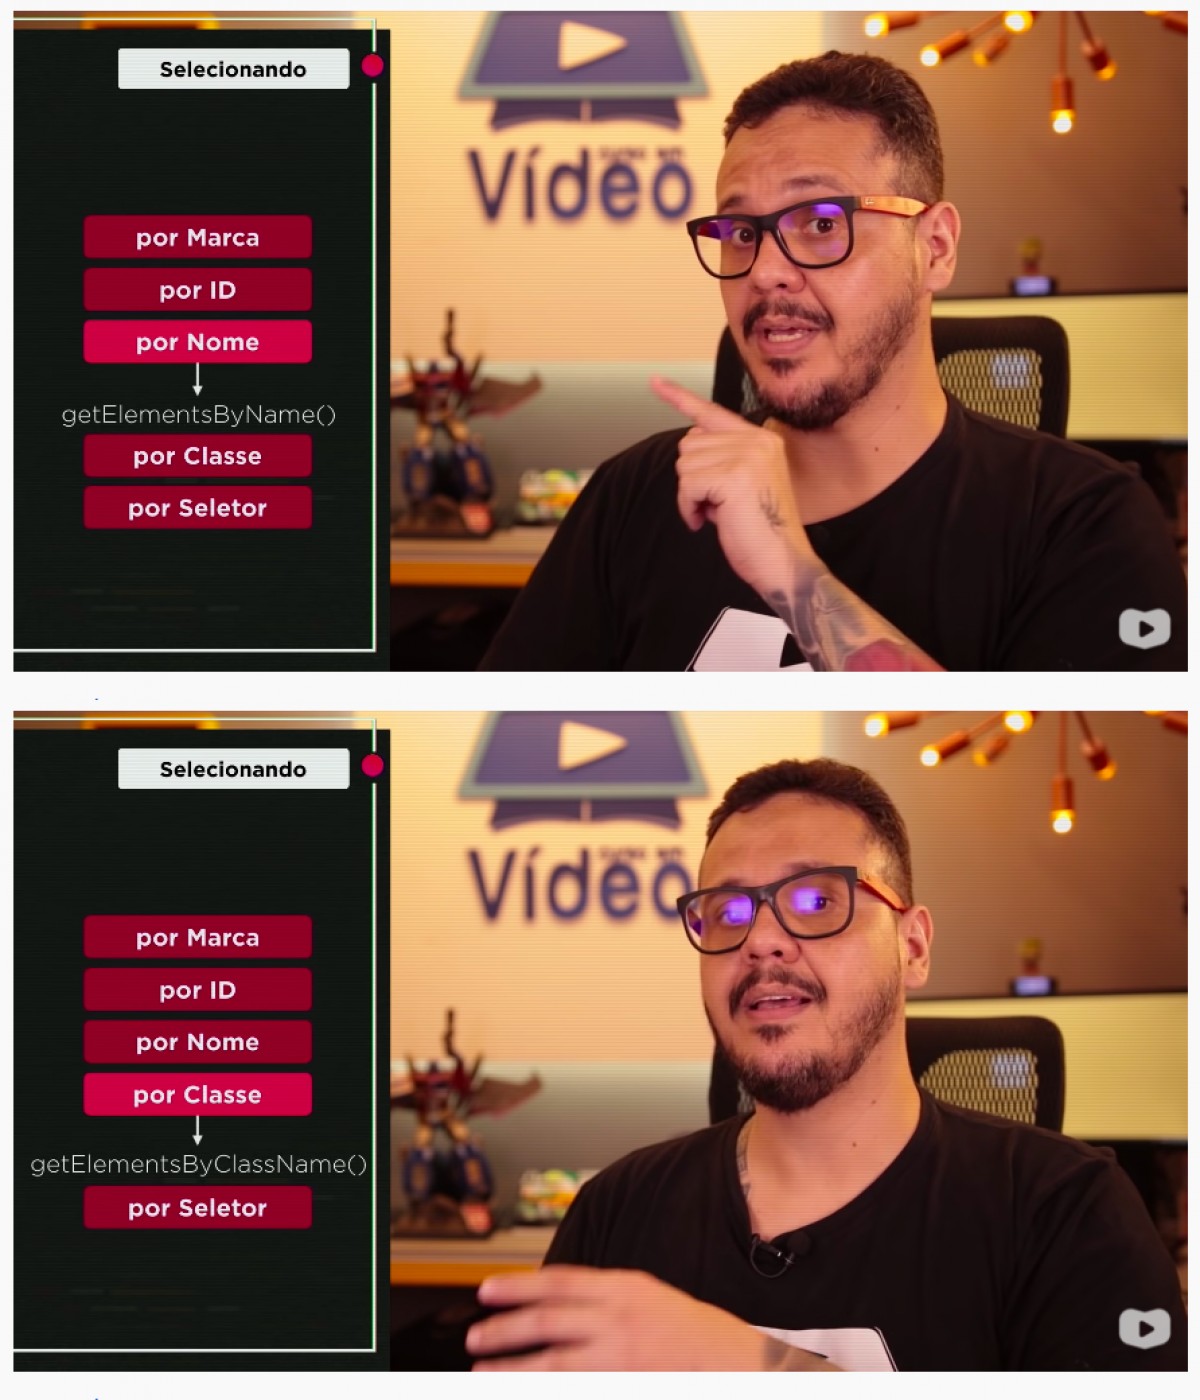 Selecionando
por Marca
por ID
por Nome
getElementsByName()
por Classe
por Seletor
Vídeo
Selecionando
por Marca
por ID
por Nome
por Classe
getElementsByClassName()
por Seletor
Vídeo